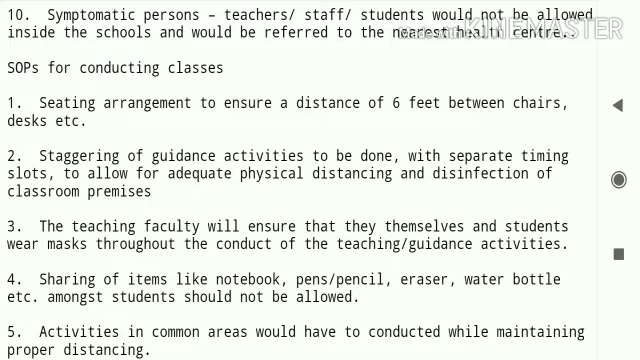 10.  Symptomatic persons – teachers/ staff/ students would not be allowed
inside the schools and would be referred to the nearest health centre.
KINEMASTER
SOPs for conducting classes
1.  Seating arrangement to ensure a distance of 6 feet between chairs,
desks etc.
2.  Staggering of guidance activities to be done, with separate timing
slots, to allow for adequate physical distancing and disinfection of
classroom premises
3.  The teaching faculty will ensure that they themselves and students
wear masks throughout the conduct of the teaching/guidance activities.
4.  Sharing of items like notebook, pens/pencil, eraser, water bottle
etc. amongst students should not be allowed.
5.  Activities in common areas would have to conducted while maintaining
proper distancing.